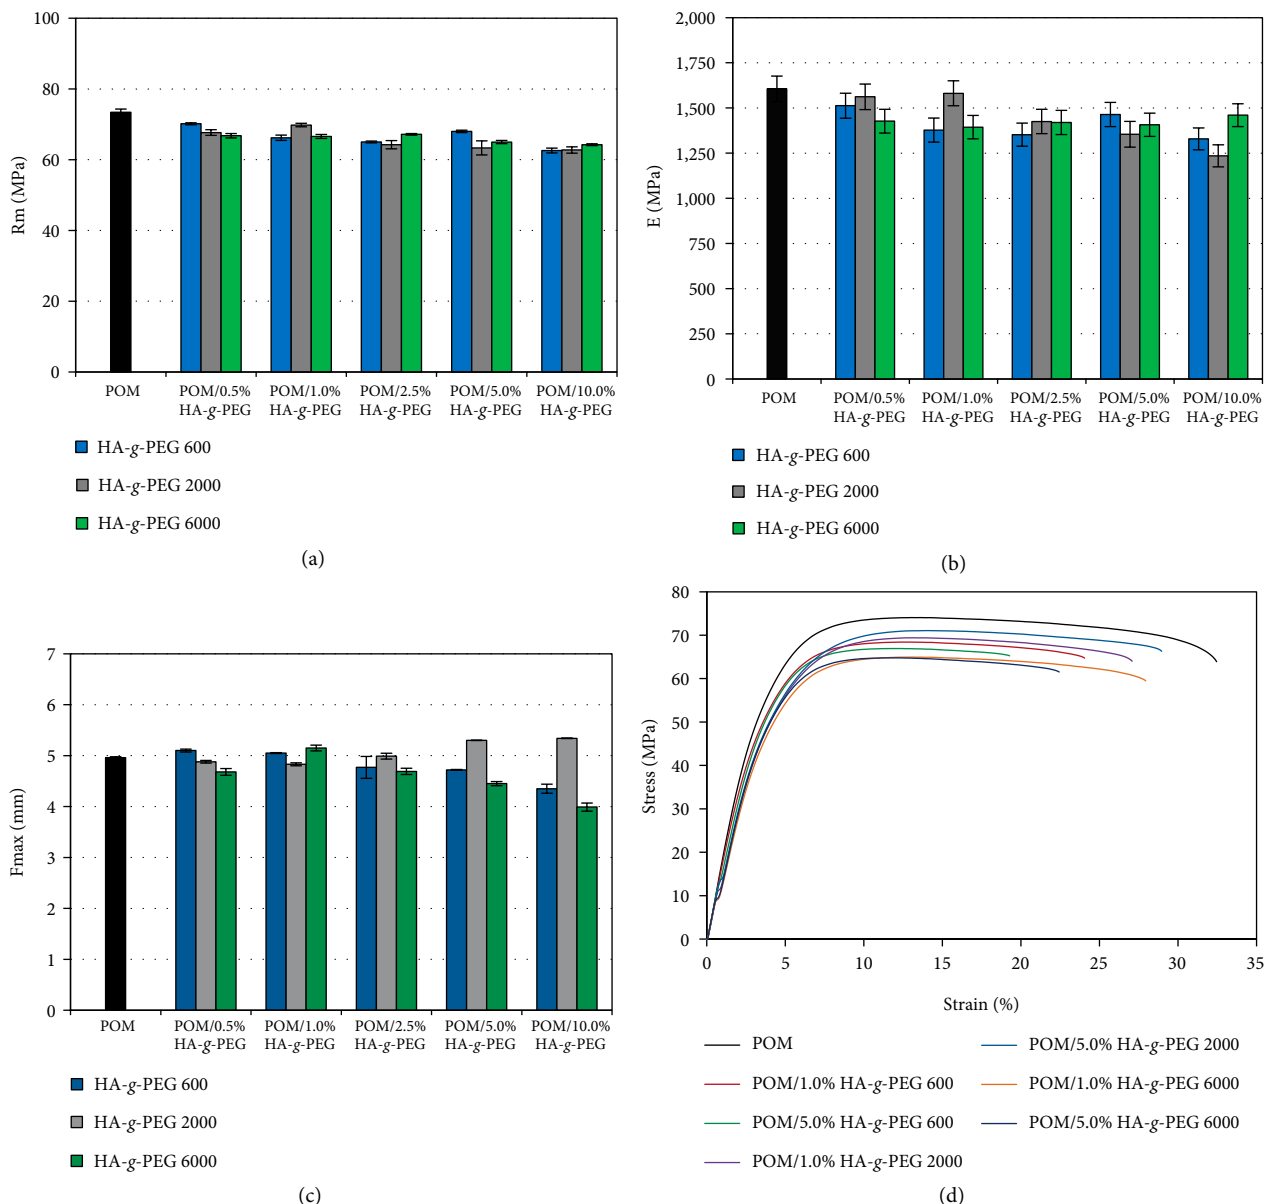 100
80
60
40
20
0
Rm (MPa)
POM
POM/0.5%
HA-g-PEG
POM/1.0%
HA-g-PEG
POM/2.5%
HA-g-PEG
POM/5.0%
HA-g-PEG
POM/10.0%
HA-g-PEG
HA-g-PEG 600
HA-g-PEG 2000
HA-g-PEG 6000
(a)
2,000
1,750
1,500
1,250
1,000
750
500
250
0
E (MPa)
POM
POM/0.5%
HA-g-PEG
POM/1.0%
HA-g-PEG
POM/2.5%
HA-g-PEG
POM/5.0%
HA-g-PEG
POM/10.0%
HA-g-PEG
HA-g-PEG 600
HA-g-PEG 2000
HA-g-PEG 6000
(b)
7
6
5
4
3
2
1
0
Fmax (mm)
POM
POM/0.5%
HA-g-PEG
POM/1.0%
HA-g-PEG
POM/2.5%
HA-g-PEG
POM/5.0%
HA-g-PEG
POM/10.0%
HA-g-PEG
HA-g-PEG 600
HA-g-PEG 2000
HA-g-PEG 6000
(c)
80
70
60
50
40
30
20
10
0
Stress (MPa)
0 5 10 15 20 25 30 35
Strain (%)
POM
POM/1.0% HA-g-PEG 600
POM/5.0% HA-g-PEG 600
POM/1.0% HA-g-PEG 2000
POM/5.0% HA-g-PEG 2000
POM/1.0% HA-g-PEG 6000
POM/5.0% HA-g-PEG 6000
(d)